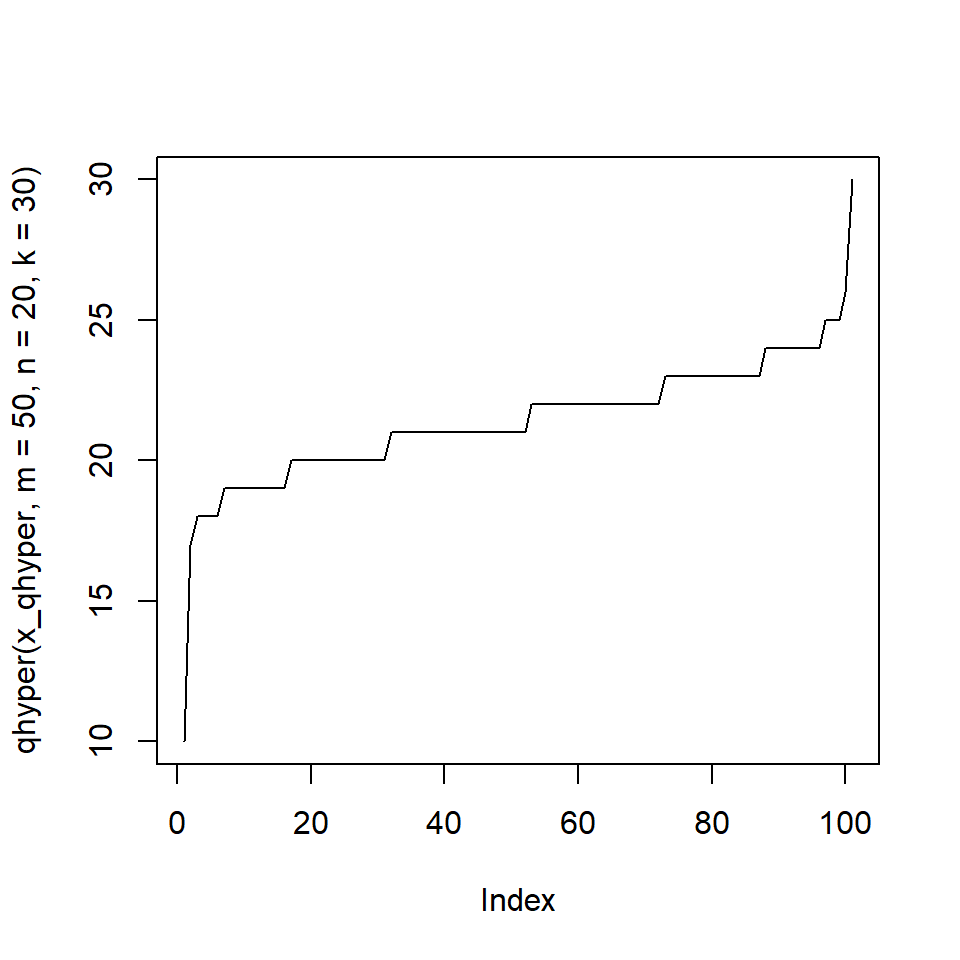 qhyper(x_qhyper, m = 50, n = 20, k = 30)
30
25
20
15
10
0 20 40 60 80 100
Index